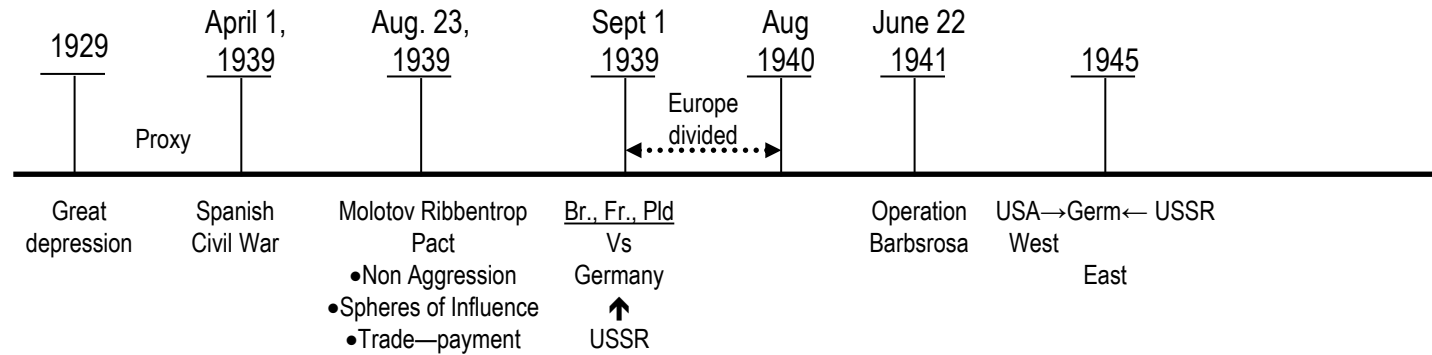 1929
April 1,
1939
Aug. 23,
1939
Sept 1
1939
Aug
1940
June 22
1941
1945
Proxy
Europe
divided
Great
depression
Spanish
Civil War
Molotov Ribbentrop
Pact
•Non Aggression
•Spheres of Influence
•Trade—payment
Br., Fr., Pld
Vs
Germany
↑
USSR
Operation
Barbsrosa
USA→Germ← USSR
West
East